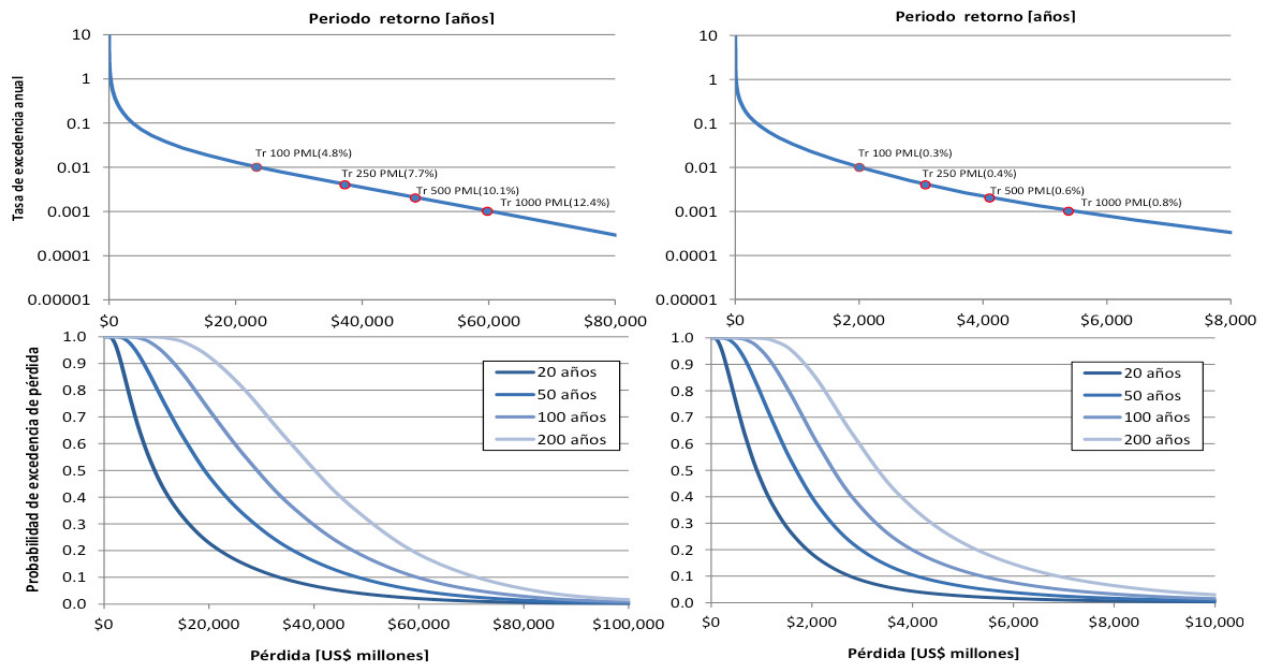 Periodo retorno [años]
Tasa de excedencia anual
10
1
0.1
0.01
0.001
0.0001
0.00001
Tr 100 PML(4.8%)
Tr 250 PML(7.7%)
Tr 500 PML(10.1%)
Tr 1000 PML(12.4%)
$0
$20,000
$40,000
$60,000
$80,000
Periodo retorno [años]
10
1
0.1
0.01
0.001
0.0001
0.00001
Tr 100 PML(0.3%)
Tr 250 PML(0.4%)
Tr 500 PML(0.6%)
Tr 1000 PML(0.8%)
$0
$2,000
$4,000
$6,000
$8,000
Probabilidad de excedencia de pérdida
1.0
0.9
0.8
0.7
0.6
0.5
0.4
0.3
0.2
0.1
0.0
20 años
50 años
100 años
200 años
$0
$20,000
$40,000
$60,000
$80,000
$100,000
Pérdida [US$ millones]
1.0
0.9
0.8
0.7
0.6
0.5
0.4
0.3
0.2
0.1
0.0
20 años
50 años
100 años
200 años
$0
$2,000
$4,000
$6,000
$8,000
$10,000
Pérdida [US$ millones]